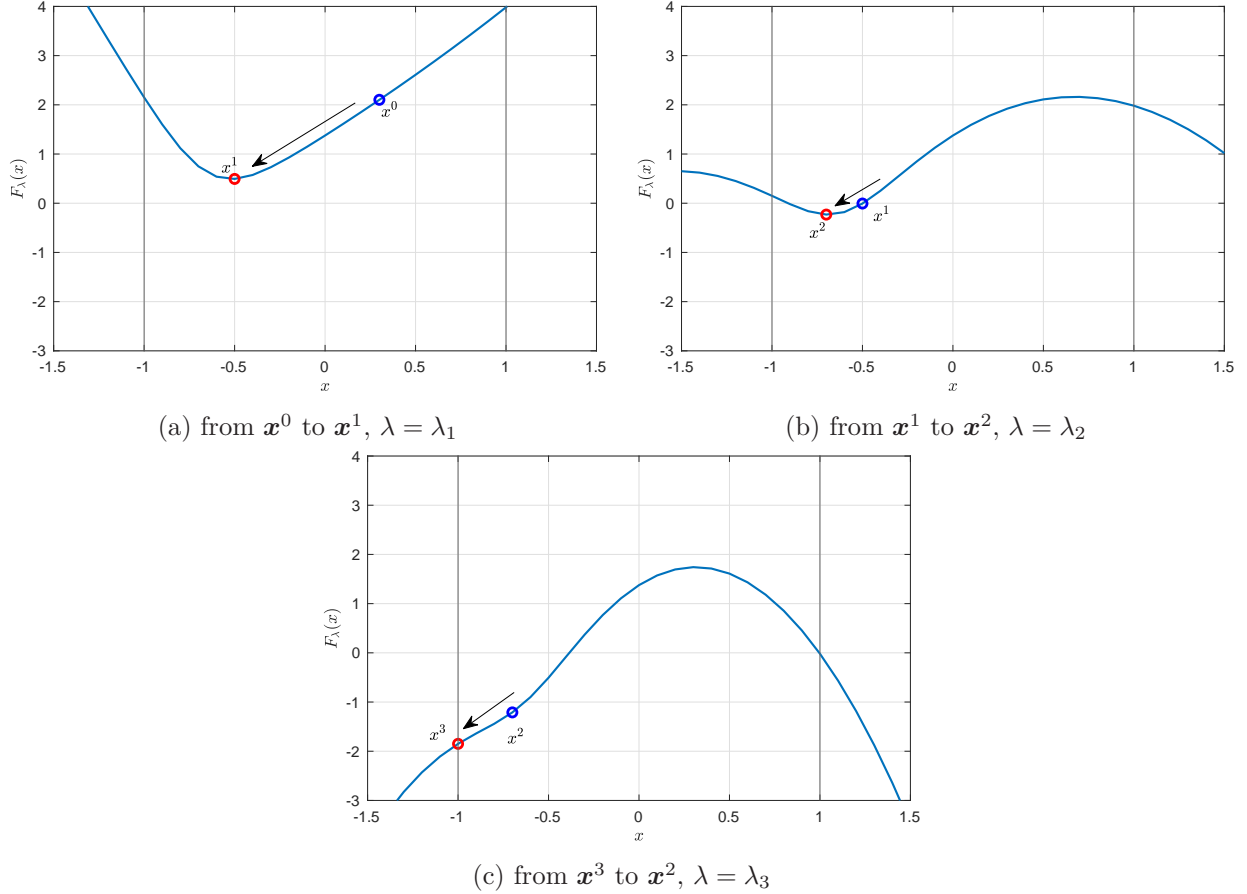 4
3
2
1
0
-1
-2
-3
-1.5 -1 -0.5 0 0.5 1 1.5
x
F_λ(x)
x^0
x^1
(a) from x^0 to x^1, λ = λ_1
4
3
2
1
0
-1
-2
-3
-1.5 -1 -0.5 0 0.5 1 1.5
x
F_λ(x)
x^1
x^2
(b) from x^1 to x^2, λ = λ_2
4
3
2
1
0
-1
-2
-3
-1.5 -1 -0.5 0 0.5 1 1.5
x
F_λ(x)
x^3
x^2
(c) from x^3 to x^2, λ = λ_3